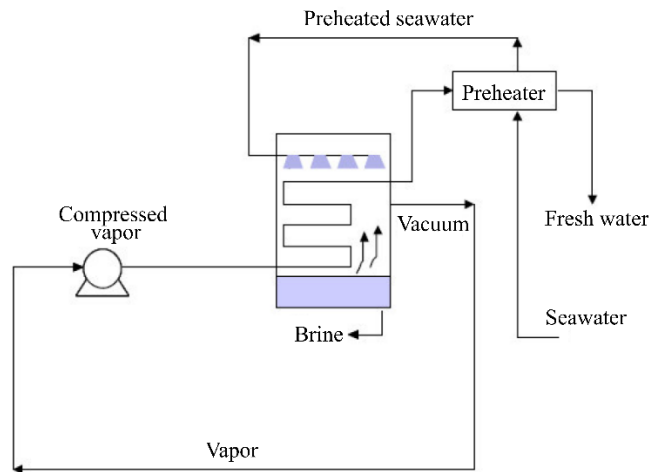 Preheated seawater
Preheater
Compressed
vapor
Vacuum
Fresh water
Seawater
Brine
Vapor